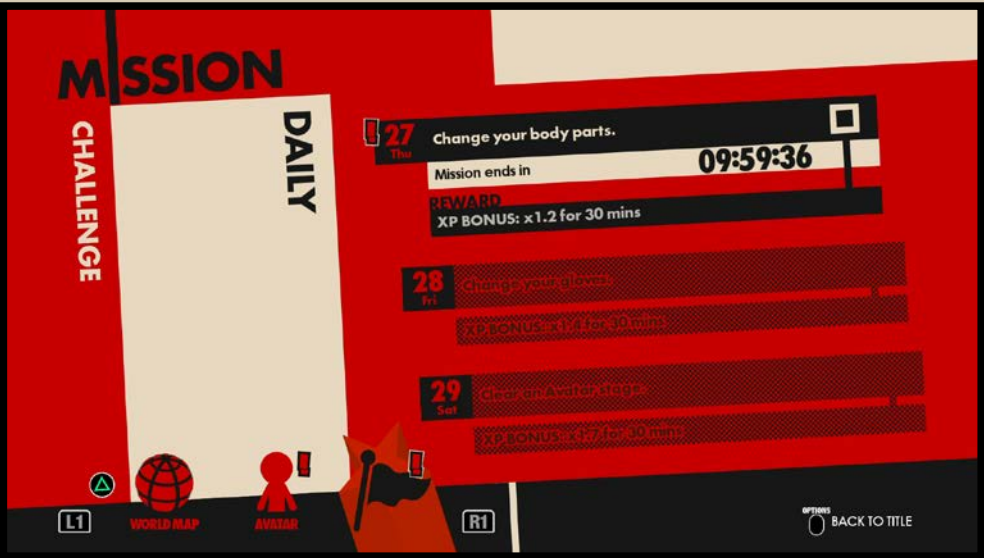 MISSION
CHALLENGE
DAILY
27
Thu
Change your body parts.
Mission ends in
09:59:36
REWARD
XP BONUS: x1.2 for 30 mins
28
Fri
Change your gloves.
XP BONUS: x1.4 for 30 mins
29
Sat
Clear an Avatar stage.
XP BONUS: x1.7 for 30 mins
L1
WORLD MAP
AVATAR
R1
OPTIONS
BACK TO TITLE